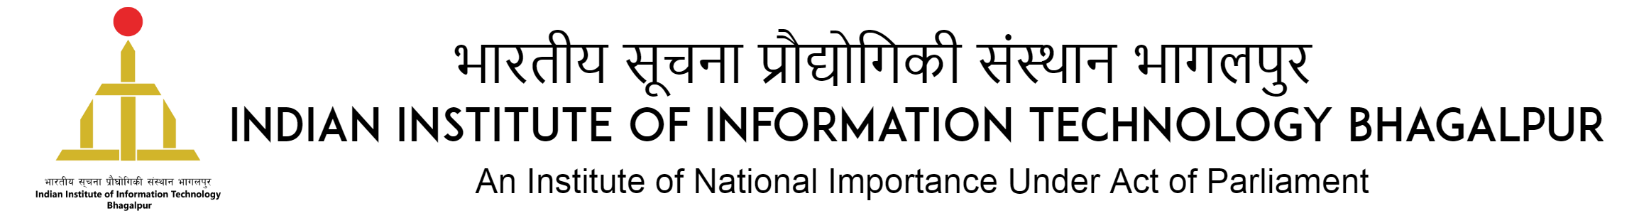 भारतीय सूचना प्रौद्योगिकी संस्थान भागलपुर
INDIAN INSTITUTE OF INFORMATION TECHNOLOGY BHAGALPUR
An Institute of National Importance Under Act of Parliament
भारतीय सूचना प्रौद्योगिकी संस्थान भागलपुर
Indian Institute of Information Technology
Bhagalpur